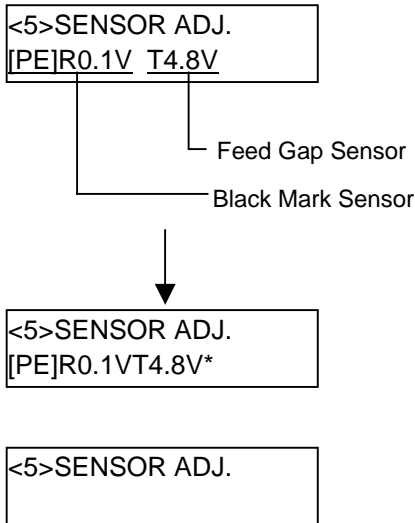 <5>SENSOR ADJ.
[PE]R0.1V T4.8V
Feed Gap Sensor
Black Mark Sensor
<5>SENSOR ADJ.
[PE]R0.1VT4.8V*
<5>SENSOR ADJ.